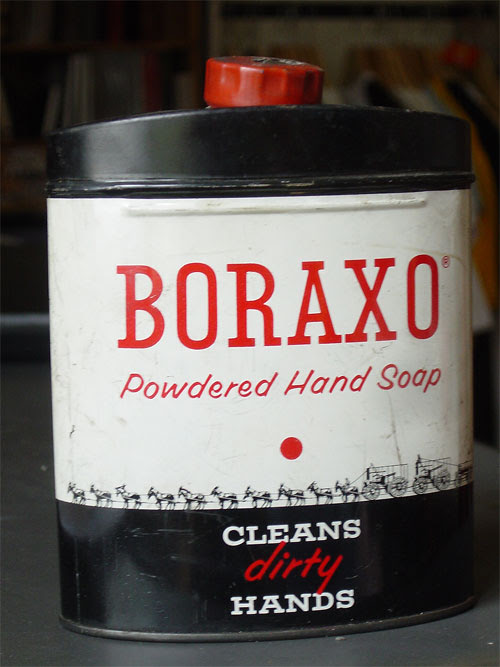 BORAXO®
Powdered Hand Soap
CLEANS
dirty
HANDS